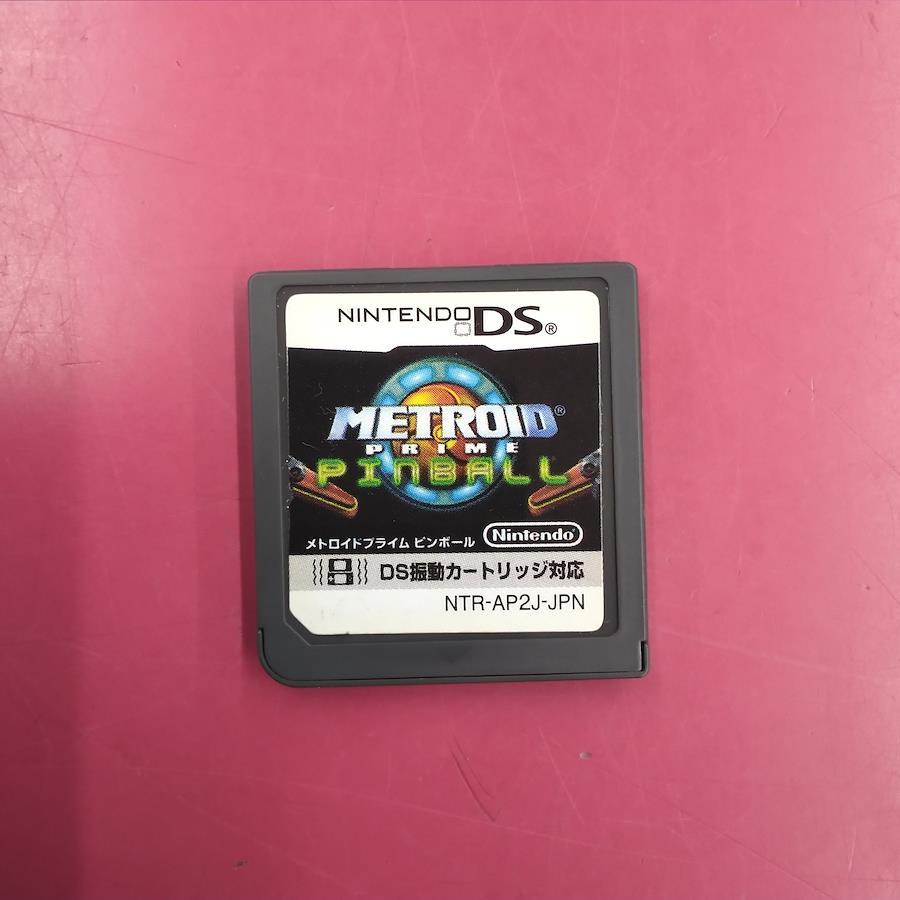 NINTENDO DS®
METROID®
PRIME
PINBALL
メトロイドプライム ピンボール Nintendo®
DS振動カートリッジ対応
NTR-AP2J-JPN